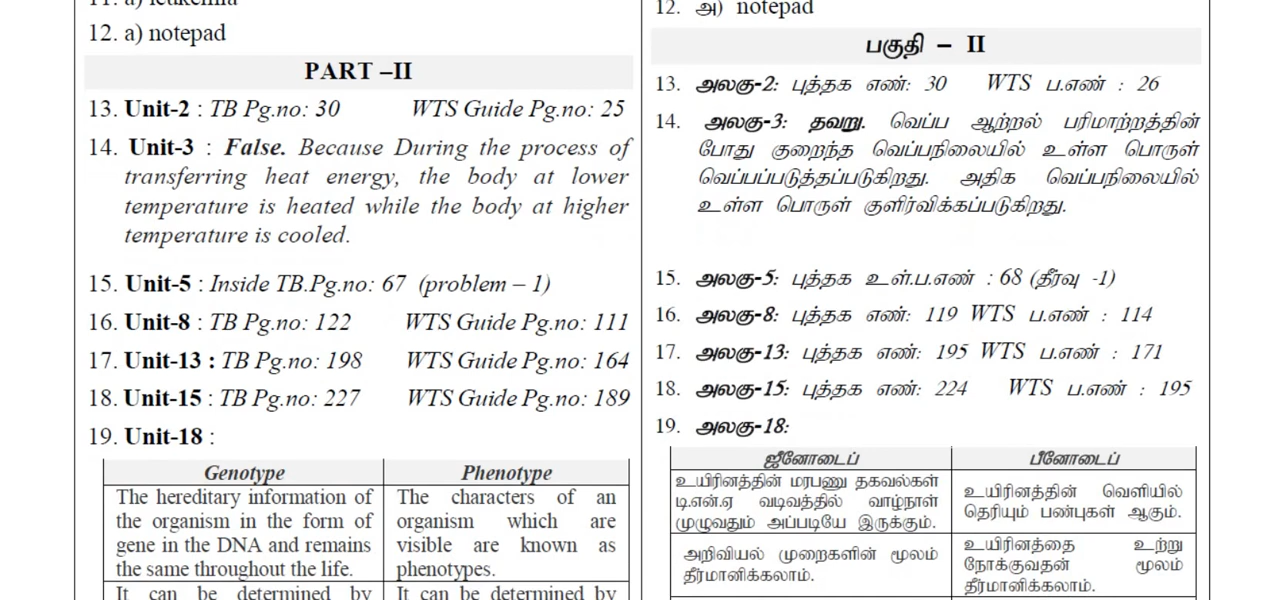 12. a) notepad
PART –II
13. Unit-2 : TB Pg.no: 30 WTS Guide Pg.no: 25
14. Unit-3 : False. Because During the process of
transferring heat energy, the body at lower
temperature is heated while the body at higher
temperature is cooled.
15. Unit-5 : Inside TB.Pg.no: 67 (problem – 1)
16. Unit-8 : TB Pg.no: 122 WTS Guide Pg.no: 111
17. Unit-13 : TB Pg.no: 198 WTS Guide Pg.no: 164
18. Unit-15 : TB Pg.no: 227 WTS Guide Pg.no: 189
19. Unit-18 :
Genotype Phenotype
The hereditary information of
the organism in the form of
gene in the DNA and remains
the same throughout the life.
The characters of an
organism which are
visible are known as
phenotypes.
It can be determined by
It can be determined by
12. அ) notepad
பகுதி – II
13. அலகு-2: புத்தக எண்: 30 WTS ப.எண் : 26
14. அலகு-3: தவறு. வெப்ப ஆற்றல் பரிமாற்றத்தின்
போது குறைந்த வெப்பநிலையில் உள்ள பொருள்
வெப்பப்படுத்தப்படுகிறது. அதிக வெப்பநிலையில்
உள்ள பொருள் குளிர்விக்கப்படுகிறது.
15. அலகு-5: புத்தக உள்.ப.எண் : 68 (தீர்வு -1)
16. அலகு-8: புத்தக எண்: 119 WTS ப.எண் : 114
17. அலகு-13: புத்தக எண்: 195 WTS ப.எண் : 171
18. அலகு-15: புத்தக எண்: 224 WTS ப.எண் : 195
19. அலகு-18:
ஜீனோடைப் பீனோடைப்
உயிரினத்தின் மரபணு தகவல்கள்
டி.என்.ஏ வடிவத்தில் வாழ்நாள்
முழுவதும் அப்படியே இருக்கும்.
உயிரினத்தின் வெளியில்
தெரியும் பண்புகள் ஆகும்.
அறிவியல் முறைகளின் மூலம்
தீர்மானிக்கலாம்.
உயிரினத்தை உற்று
நோக்குவதன் மூலம்
தீர்மானிக்கலாம்.